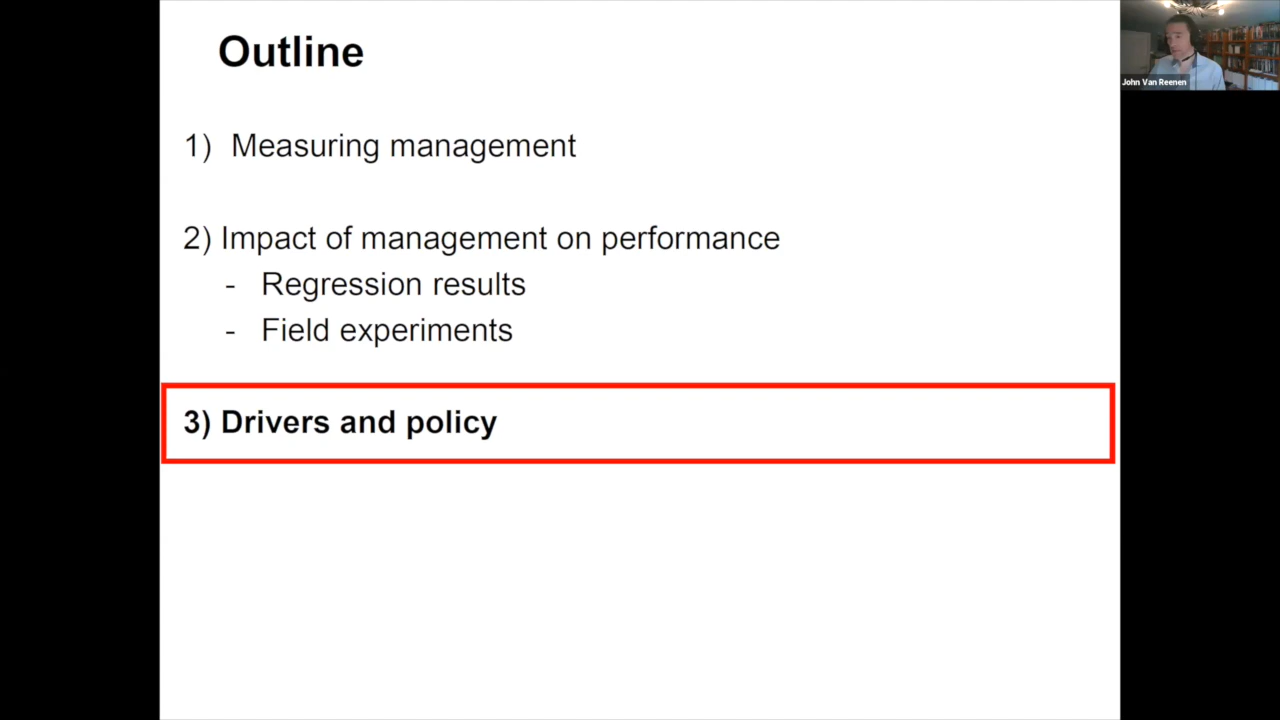 Outline
John Van Reenen
1) Measuring management
2) Impact of management on performance
- Regression results
- Field experiments
3) Drivers and policy